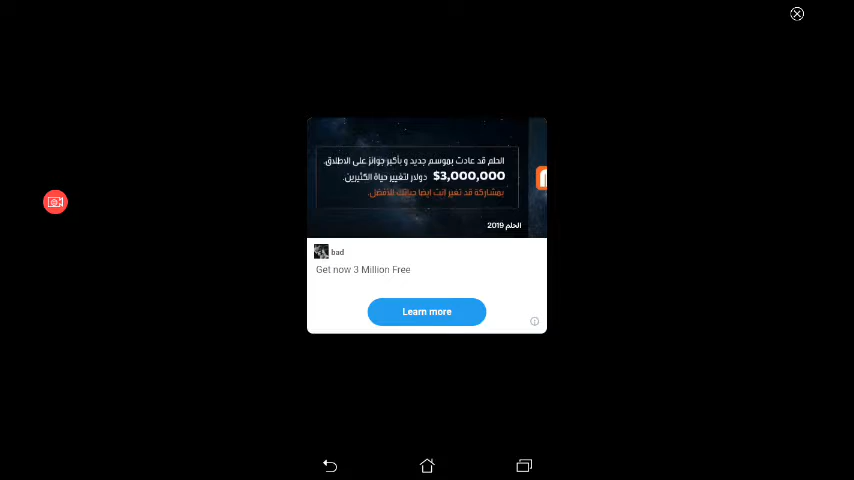 الحلم قد عادت بموسم جديد و بأكبر جوائز على الاطلاق.
$3,000,000 دولار لتغيير حياة الكثيرين.
بمشاركة قد تغير انت ايضا حياتك للأفضل.
الحلم 2019
bad
Get now 3 Million Free
Learn more